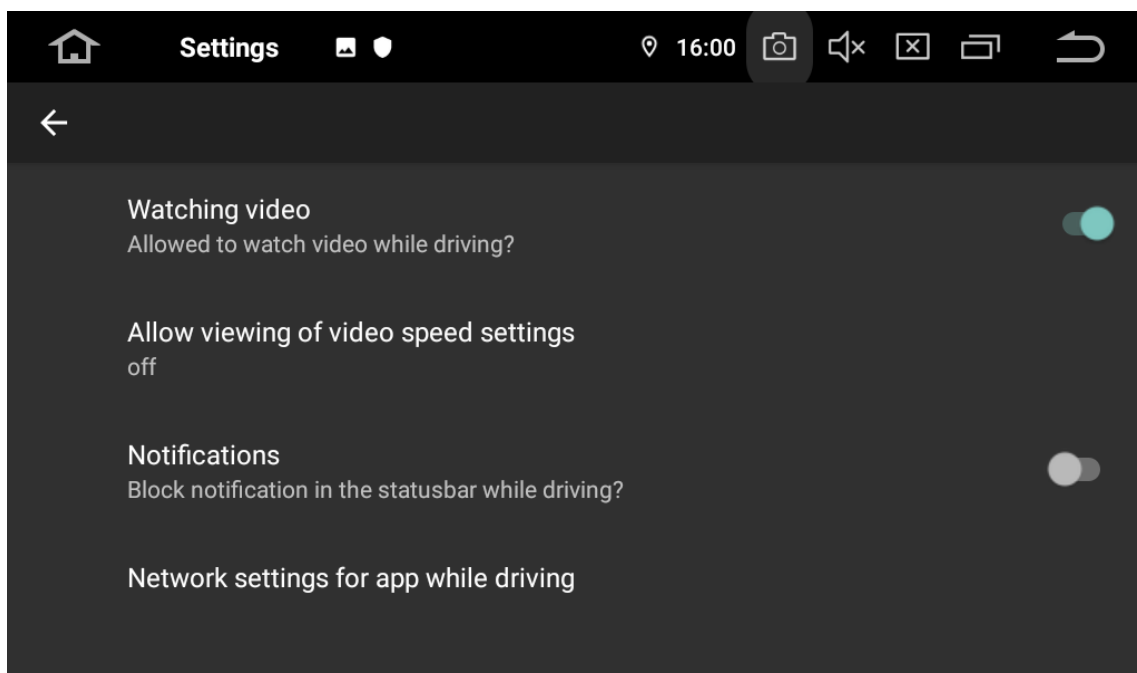 Settings 16:00
Watching video
Allowed to watch video while driving?
Allow viewing of video speed settings
off
Notifications
Block notification in the statusbar while driving?
Network settings for app while driving